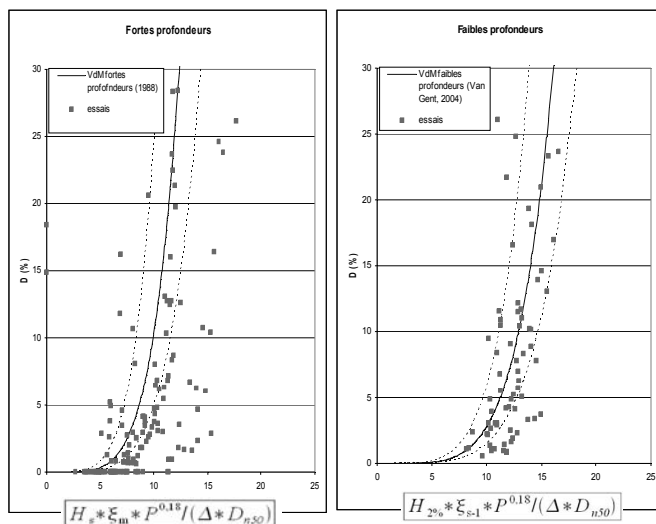 Fortes profondeurs
VdMfortes
profofndeurs (1988)
essais
D (%)
30
25
20
15
10
5
0
0 5 10 15 20 25
H_s*ξ_m*P^0.18/(Δ*D_n50)
Faibles profondeurs
VdMfaibles
profondeurs (Van
Gent, 2004)
essais
D (%)
30
25
20
15
10
5
0
0 5 10 15 20 25
H_2%*ξ_s-1*P^0.18/(Δ*D_n50)